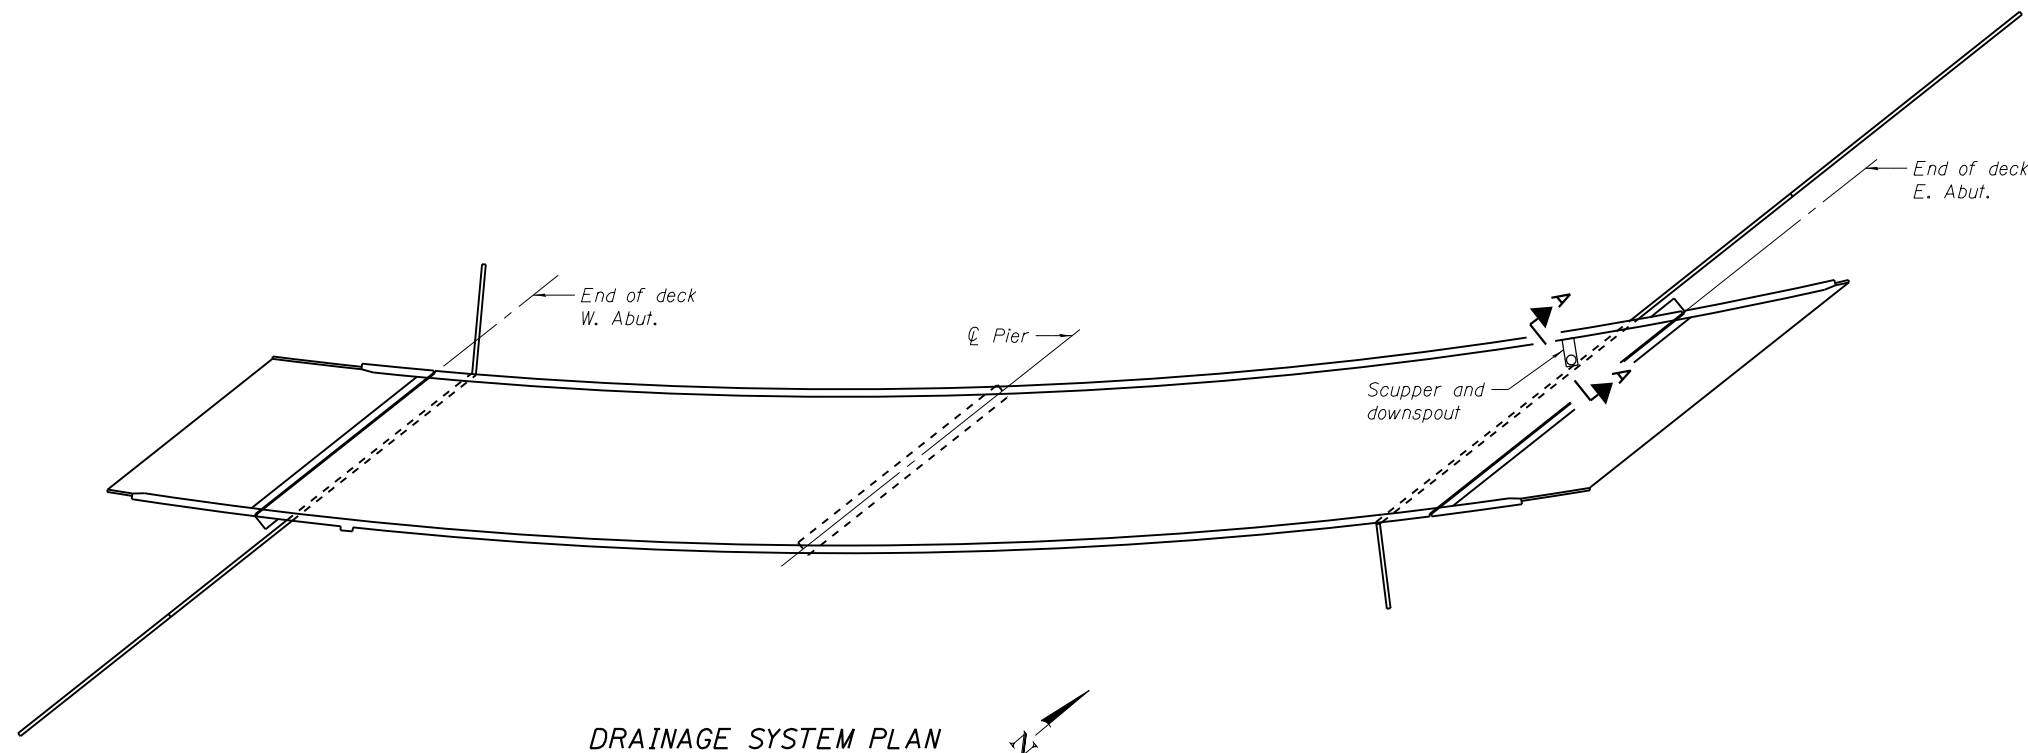 End of deck
E. Abut.
End of deck
W. Abut.
A
℄ Pier
A
Scupper and
downspout
DRAINAGE SYSTEM PLAN
N